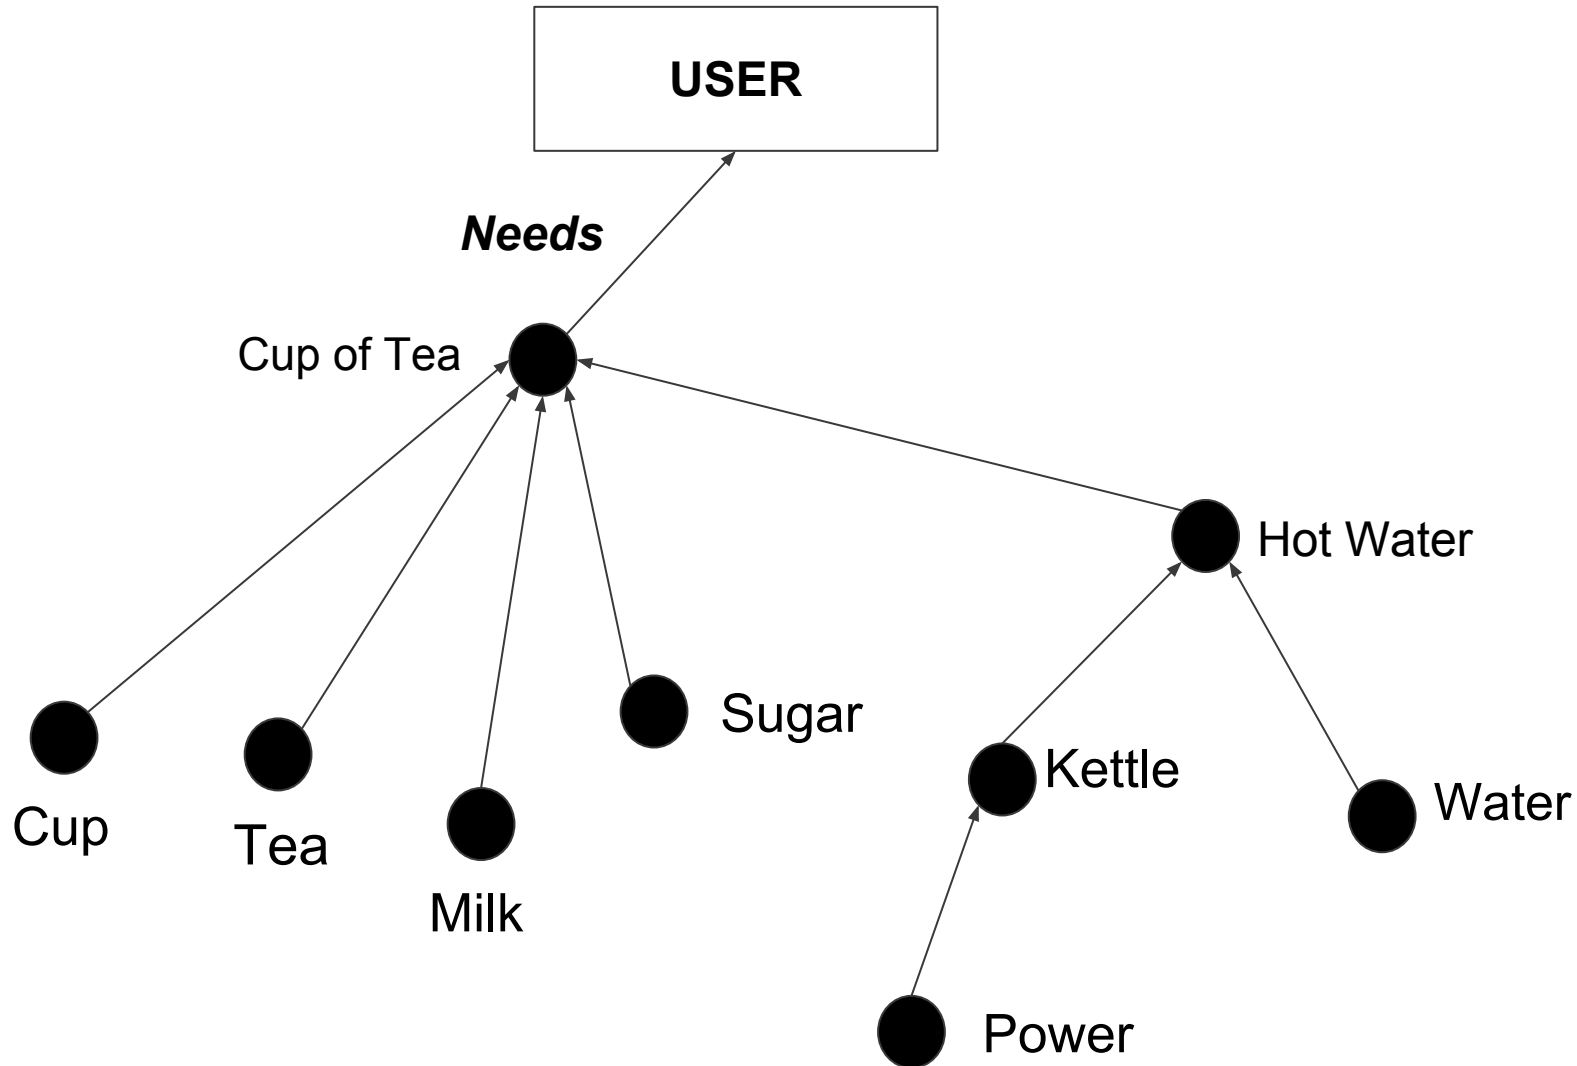 USER
Needs
Cup of Tea
Hot Water
Sugar
Kettle
Water
Cup
Tea
Milk
Power